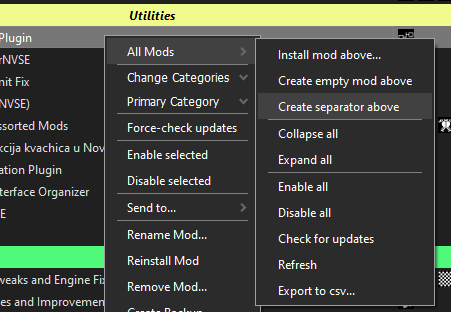 Utilities
Plugin
rNVSE
nit Fix
NVSE)
ssorted Mods
kcija kvachica u Nov
ation Plugin
terface Organizer
E
weaks and Engine Fix
es and Improvemen
All Mods
Change Categories
Primary Category
Force-check updates
Enable selected
Disable selected
Send to...
Rename Mod...
Reinstall Mod
Remove Mod...
Create Backup
Install mod above...
Create empty mod above
Create separator above
Collapse all
Expand all
Enable all
Disable all
Check for updates
Refresh
Export to csv...